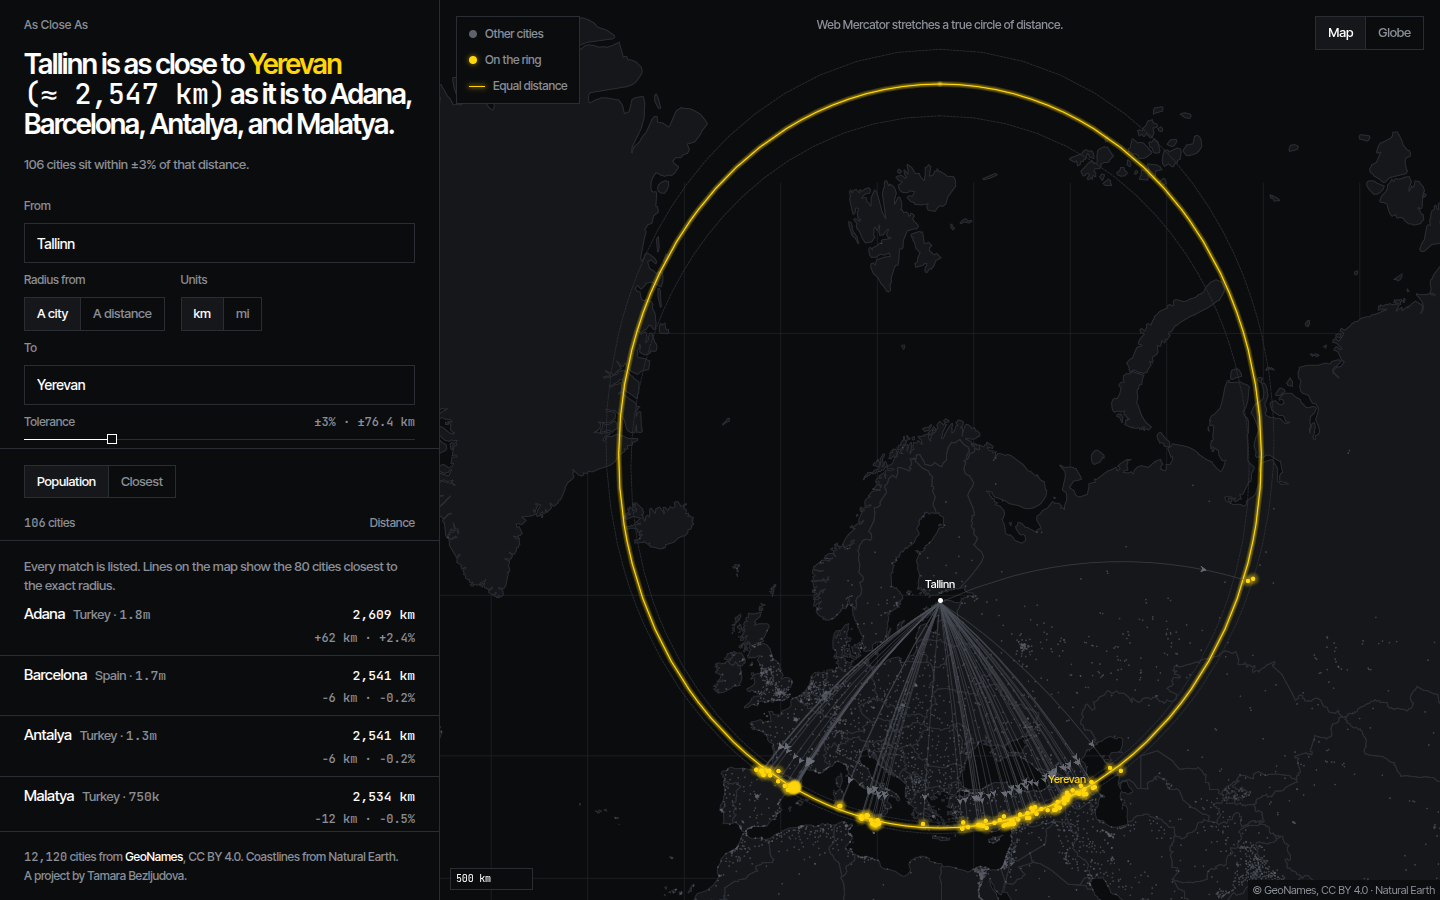 As Close As
Tallinn is as close to Yerevan
(≈ 2,547 km) as it is to Adana,
Barcelona, Antalya, and Malatya.
106 cities sit within ±3% of that distance.
From
Tallinn
Radius from
Units
A city
A distance
km
mi
To
Yerevan
Tolerance
±3% · ±76.4 km
Population
Closest
106 cities
Distance
Every match is listed. Lines on the map show the 80 cities closest to
the exact radius.
Adana Turkey · 1.8m 2,609 km
+62 km · +2.4%
Barcelona Spain · 1.7m 2,541 km
-6 km · -0.2%
Antalya Turkey · 1.3m 2,541 km
-6 km · -0.2%
Malatya Turkey · 750k 2,534 km
-12 km · -0.5%
12,120 cities from GeoNames, CC BY 4.0. Coastlines from Natural Earth.
A project by Tamara Bezljudova.
Other cities
On the ring
Equal distance
Web Mercator stretches a true circle of distance.
Map
Globe
Tallinn
Yerevan
500 km
© GeoNames, CC BY 4.0 · Natural Earth